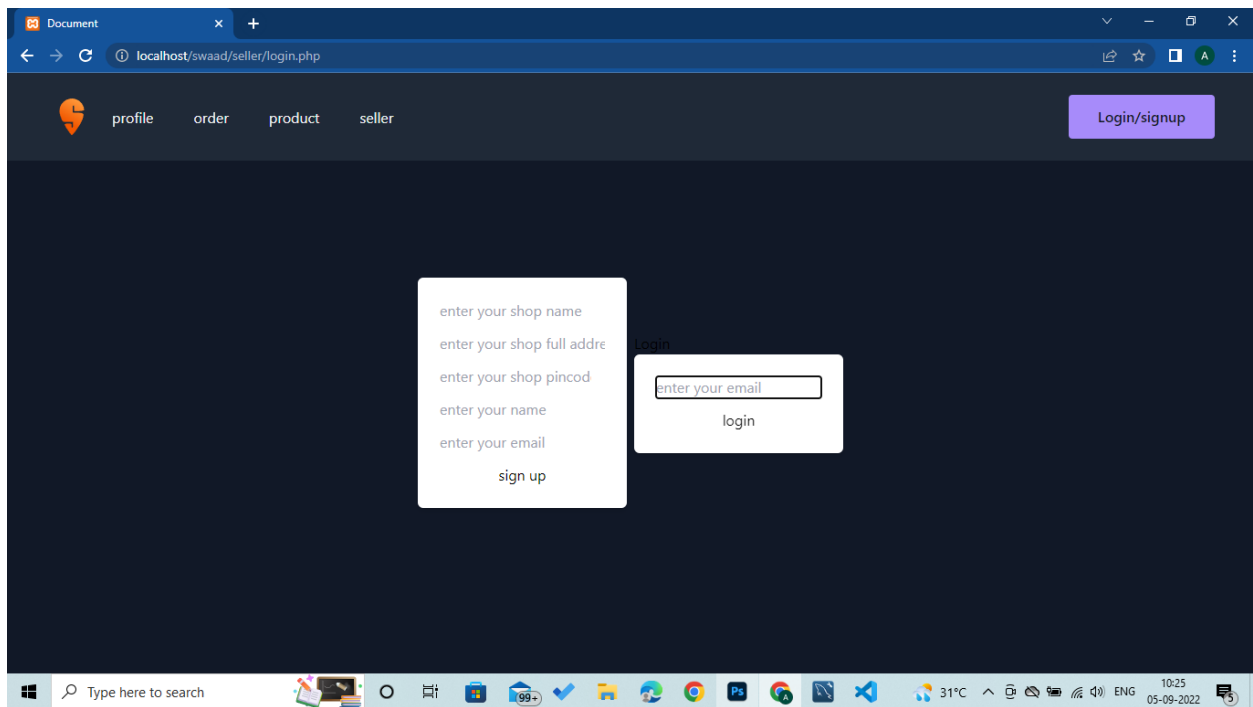 Document
localhost/swaad/seller/login.php
A
profile order product seller
Login/signup
enter your shop name
enter your shop full addre
enter your shop pincod
enter your name
enter your email
sign up
Login
enter your email
login
Type here to search
99+
Ps
A
31°C
ENG
10:25
05-09-2022
5